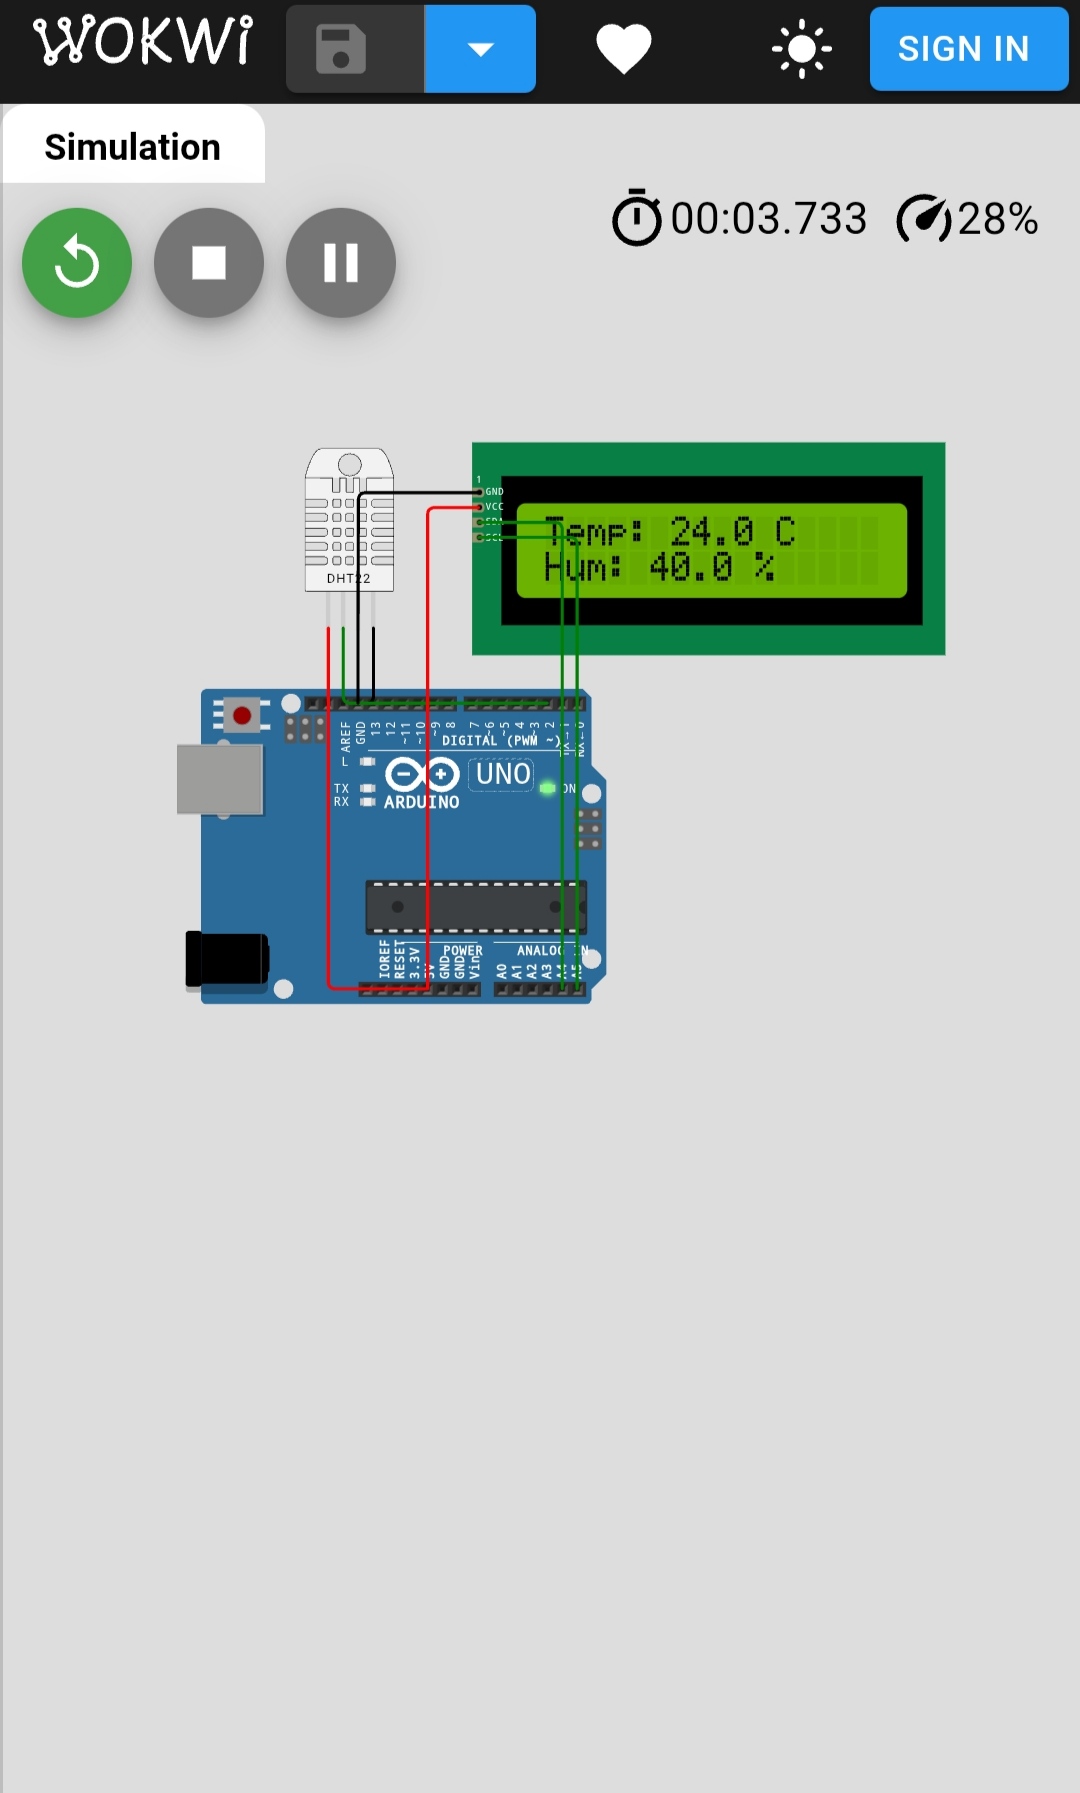 WOKWi
SIGN IN
Simulation
00:03.733 28%
1
GND
VCC
SDA
SCL
Temp: 24.0 C
Hum: 40.0 %
DHT22
AREF
GND
13
12
~11
~10
~9
8
7
~6
~5
4
~3
2
DIGITAL (PWM ~)
L
TX
RX
UNO
ARDUINO
ON
IOREF
RESET
3.3V
5V
GND
GND
Vin
POWER
ANALOG IN
A0
A1
A2
A3
A4
A5